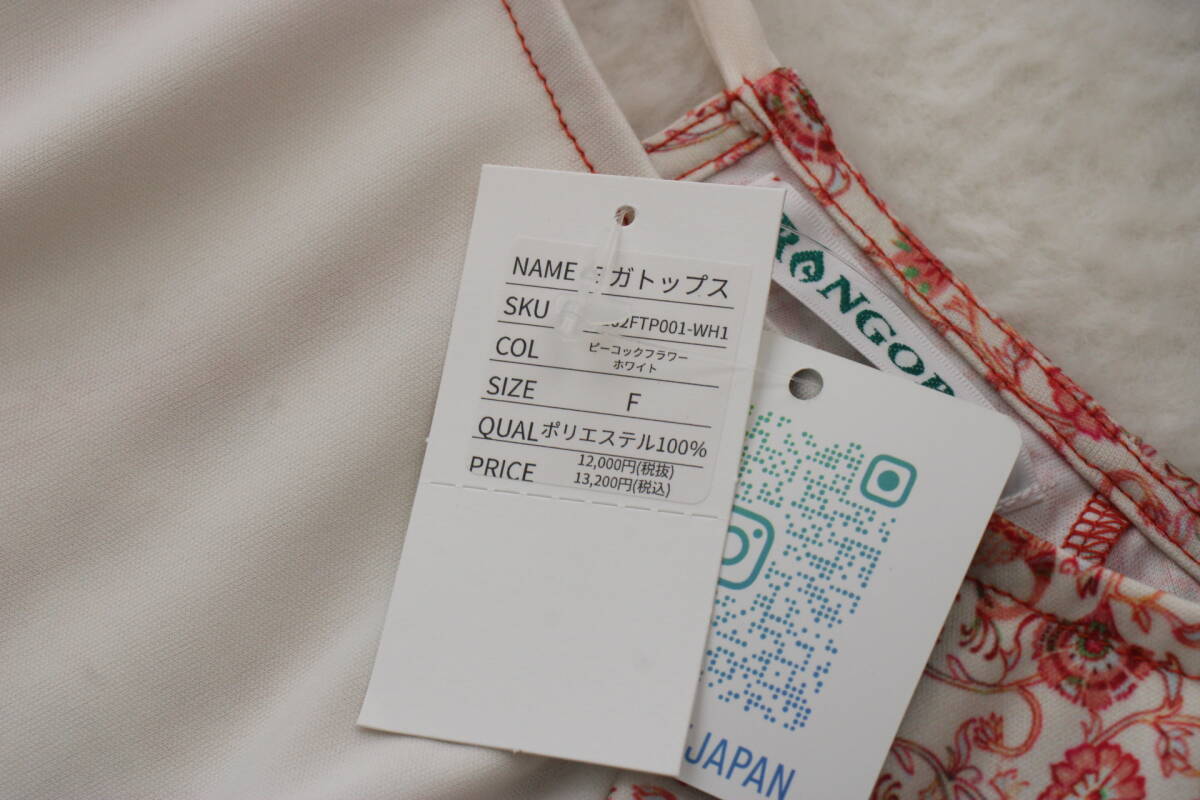 NAME ガトップス
SKU 2FTP001-WH1
COL ピーコックフラワー
ホワイト
SIZE F
QUAL ポリエステル100%
PRICE 12,000円(税抜)
13,200円(税込)
RANGOR
JAPAN